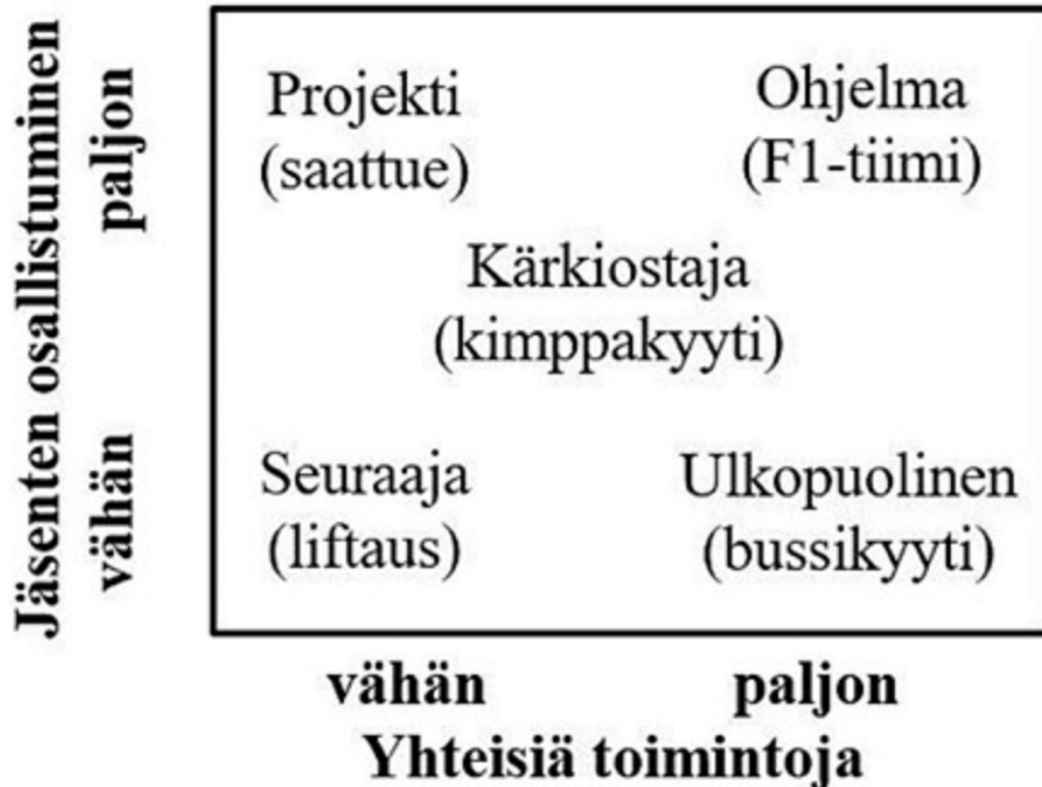 Jäsenten osallistuminen
paljon
vähän
Projekti
(saattue)
Ohjelma
(F1-tiimi)
Kärkiostaja
(kimppakyyti)
Seuraaja
(liftaus)
Ulkopuolinen
(bussikyyti)
vähän
paljon
Yhteisiä toimintoja